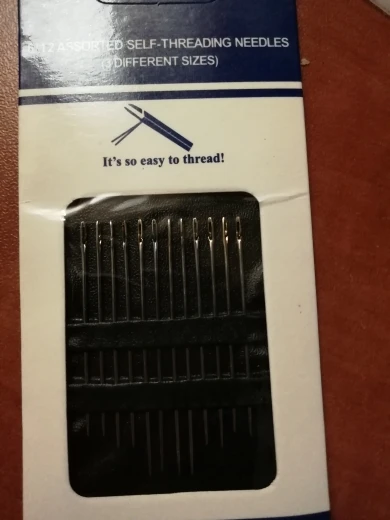 12 ASSORTED SELF-THREADING NEEDLES
(3 DIFFERENT SIZES)
It's so easy to thread!